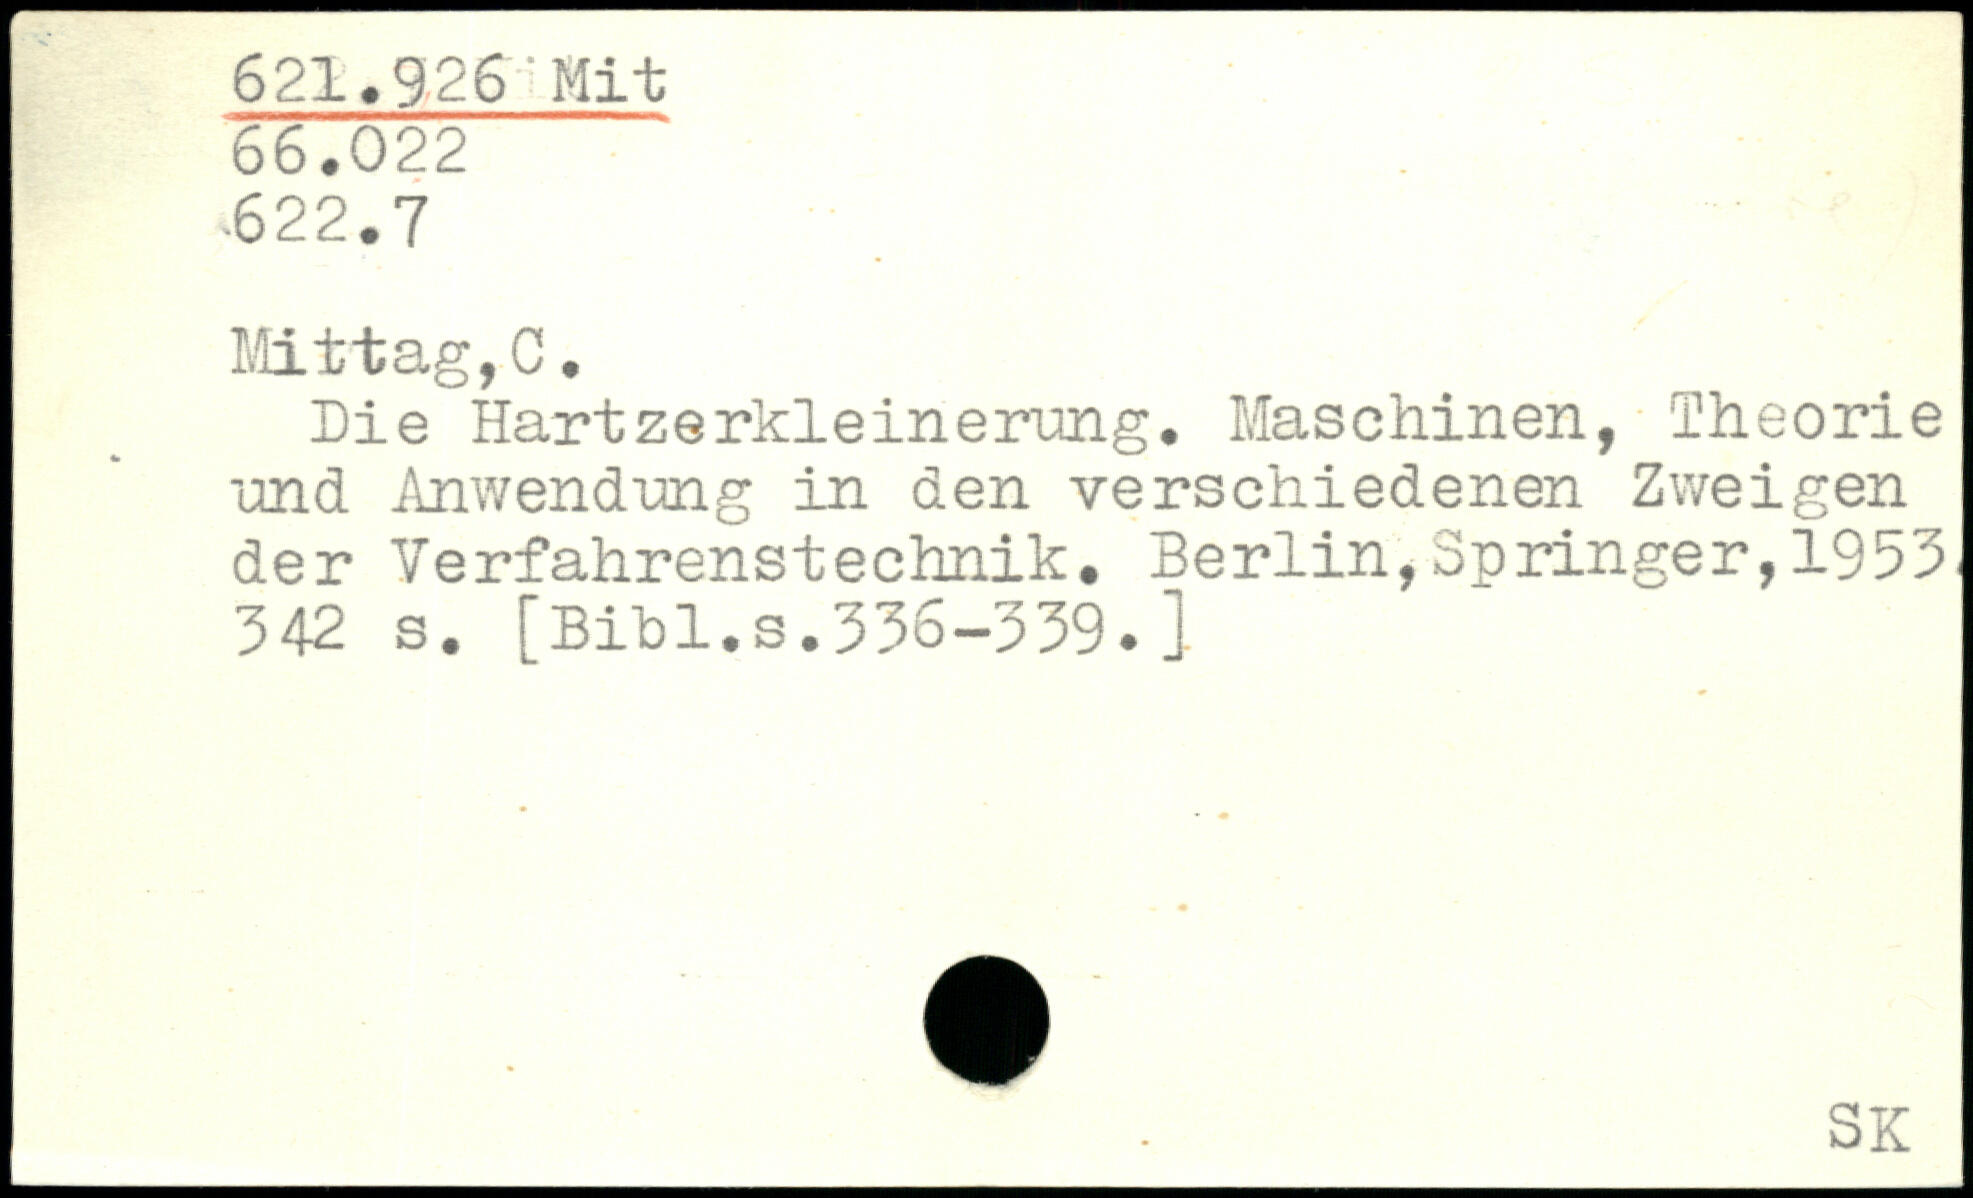 621.926 Mit
66.022
622.7
Mittag,C.
Die Hartzerkleinerung. Maschinen, Theorie
und Anwendung in den verschiedenen Zweigen
der Verfahrenstechnik. Berlin,Springer,1953.
342 s. [Bibl.s.336-339.]
SK